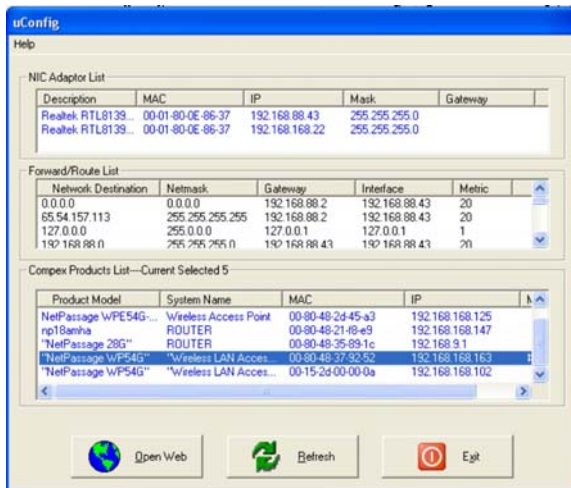 uConfig
Help
NIC Adaptor List
Description MAC IP Mask Gateway
Realtek RTL8139... 00-01-80-0E-86-37 192.168.88.43 255.255.255.0
Realtek RTL8139... 00-01-80-0E-86-37 192.168.168.22 255.255.255.0
Forward/Route List
Network Destination Netmask Gateway Interface Metric
0.0.0.0 0.0.0.0 192.168.88.2 192.168.88.43 20
65.54.157.113 255.255.255.255 192.168.88.2 192.168.88.43 20
127.0.0.0 255.0.0.0 127.0.0.1 127.0.0.1 1
192.168.88.0 255.255.255.0 192.168.88.43 192.168.88.43 20
Compex Products List---Current Selected 5
Product Model System Name MAC IP
NetPassage WPE54G-... Wireless Access Point 00-80-48-2d-45-a3 192.168.168.125
np18amha ROUTER 00-80-48-21-f8-e9 192.168.168.147
"NetPassage 28G" ROUTER 00-80-48-35-89-1c 192.168.9.1
"NetPassage WP54G" "Wireless LAN Acces... 00-80-48-37-92-52 192.168.168.163
"NetPassage WP54G" "Wireless LAN Acces... 00-15-2d-00-00-0a 192.168.168.102
Open Web Refresh Exit